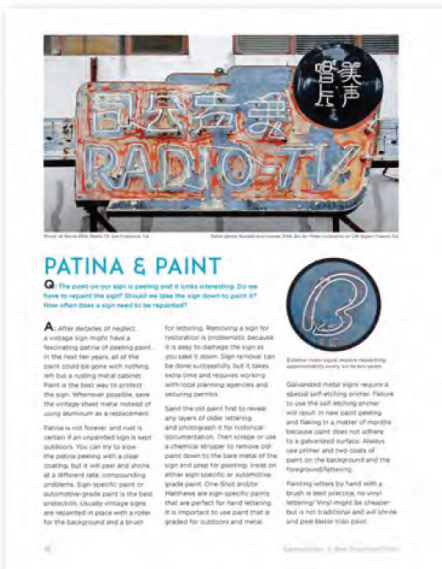 美声
唱片
RADIO-TV
PATINA & PAINT
Q: The paint on our sign is peeling and it looks interesting. Do we
have to repaint the sign? Should we take the sign down to paint it?
How often does a sign need to be repainted?
A: After decades of neglect,
a vintage sign might have a
fascinating patina of peeling paint.
In the next ten years, all of the
paint could be gone with nothing
left but a rusting metal cabinet.
Paint is the best way to protect
the sign. Whenever possible, save
the vintage sheet metal instead of
using aluminum as a replacement.
Patina is not forever and rust is
certain if an unpainted sign is kept
outdoors. You can try to slow
the patina peeling with a clear
coating, but it will peel and shrink
at a different rate, compounding
problems. Sign-specific paint or
automotive-grade paint is the best
protection. Usually vintage signs
are repainted in place with a roller
for the background and a brush
for lettering. Removing a sign for
restoration is problematic because
it is easy to damage the sign as
you take it down. Sign removal can
be done successfully, but it takes
extra time and requires working
with local planning agencies and
securing permits.
Sand the old paint first to reveal
any layers of older lettering
and photograph it for historical
documentation. Then scrape or use
a chemical stripper to remove old
paint down to the bare metal of the
sign and prep for painting. Insist on
either sign-specific or automotive
grade paint. One-Shot and/or
Matthews are sign-specific paints
that are perfect for hand lettering.
It is important to use paint that is
graded for outdoors and metal.
B
Exterior neon signs require repainting
approximately every
Galvanized metal signs require a
special self-etching primer. Failure
to use the self-etching primer
will result in new paint peeling
and flaking in a matter of months
because paint does not adhere
to a galvanized surface. Always
use primer and two coats of
paint on the background and the
foreground/lettering.
Painting letters by hand with a
brush is best practice, no vinyl
lettering! Vinyl might be cheaper
but is not traditional and will shrink
and peel faster than paint.